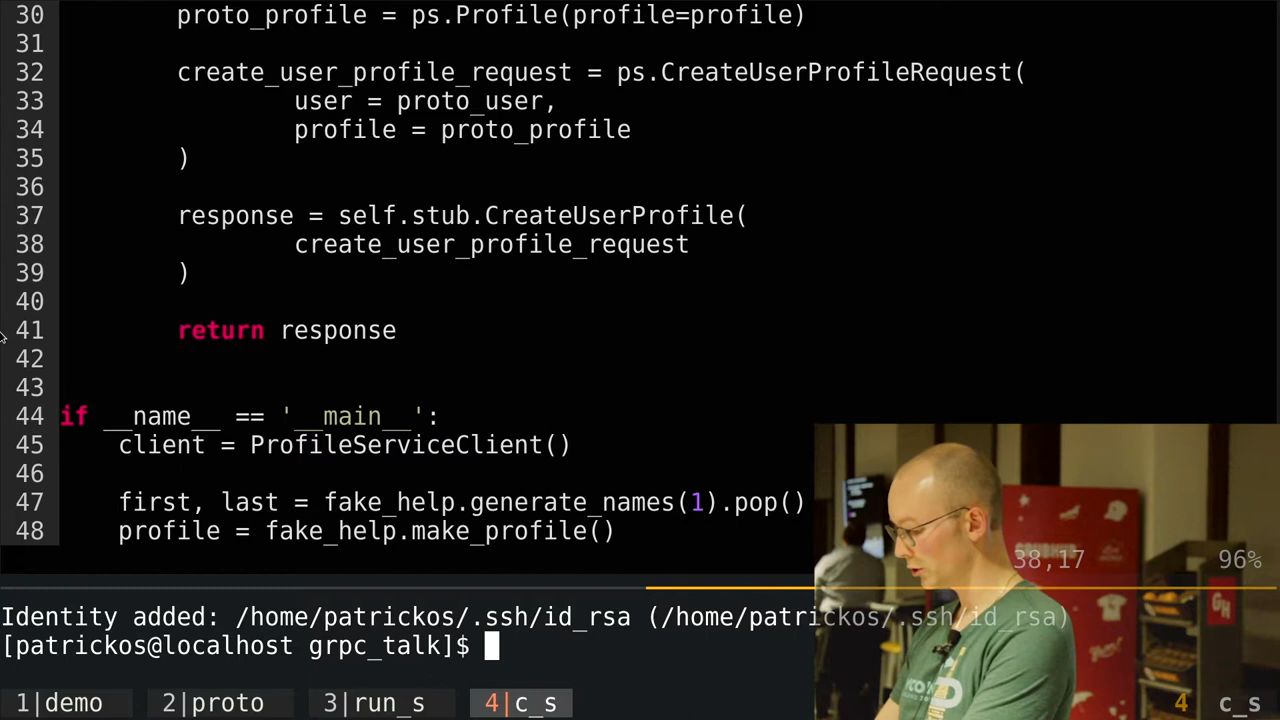 30 proto_profile = ps.Profile(profile=profile)
31
32 create_user_profile_request = ps.CreateUserProfileRequest(
33 user = proto_user,
34 profile = proto_profile
35 )
36
37 response = self.stub.CreateUserProfile(
38 create_user_profile_request
39 )
40
41 return response
42
43
44 if __name__ == '__main__':
45 client = ProfileServiceClient()
46
47 first, last = fake_help.generate_names(1).pop()
48 profile = fake_help.make_profile()
38,17 96%
Identity added: /home/patrickos/.ssh/id_rsa (/home/patrickos/.ssh/id_rsa)
[patrickos@localhost grpc_talk]$
1|demo 2|proto 3|run_s 4|c_s 4 c_s
GH